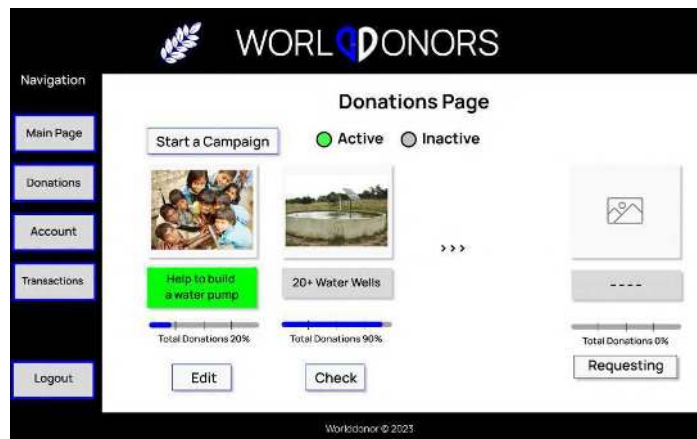 WORLDDONORS
Navigation
Donations Page
Main Page
Start a Campaign
Active
Inactive
Donations
Account
> > >
Transactions
Help to build
a water pump
20+ Water Wells
----
Total Donations 20%
Total Donations 90%
Total Donations 0%
Logout
Edit
Check
Requesting
Worlddonor © 2023